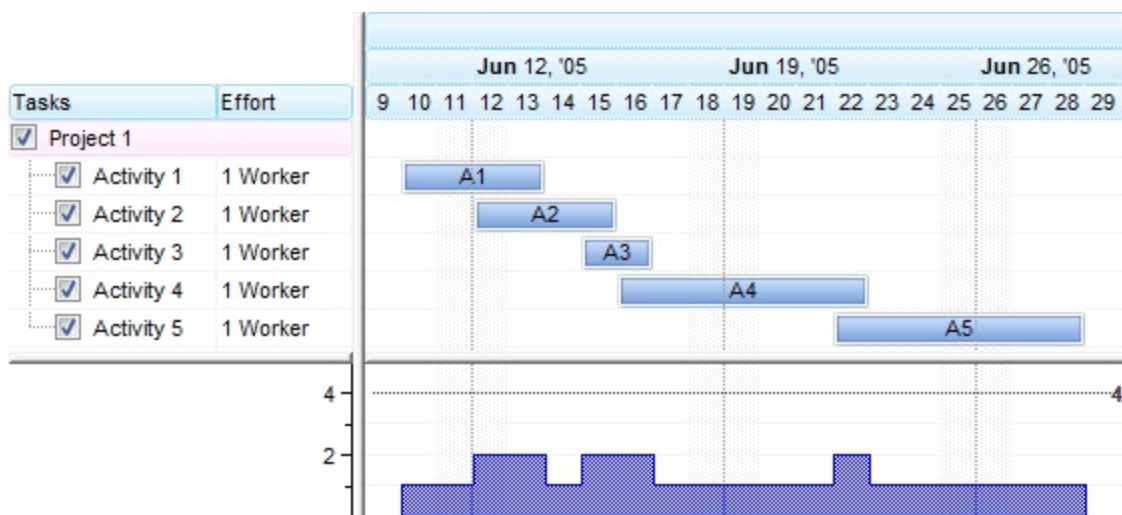 Jun 12, '05 Jun 19, '05 Jun 26, '05
Tasks Effort 9 10 11 12 13 14 15 16 17 18 19 20 21 22 23 24 25 26 27 28 29
Project 1
Activity 1 1 Worker A1
Activity 2 1 Worker A2
Activity 3 1 Worker A3
Activity 4 1 Worker A4
Activity 5 1 Worker A5
4 4
2